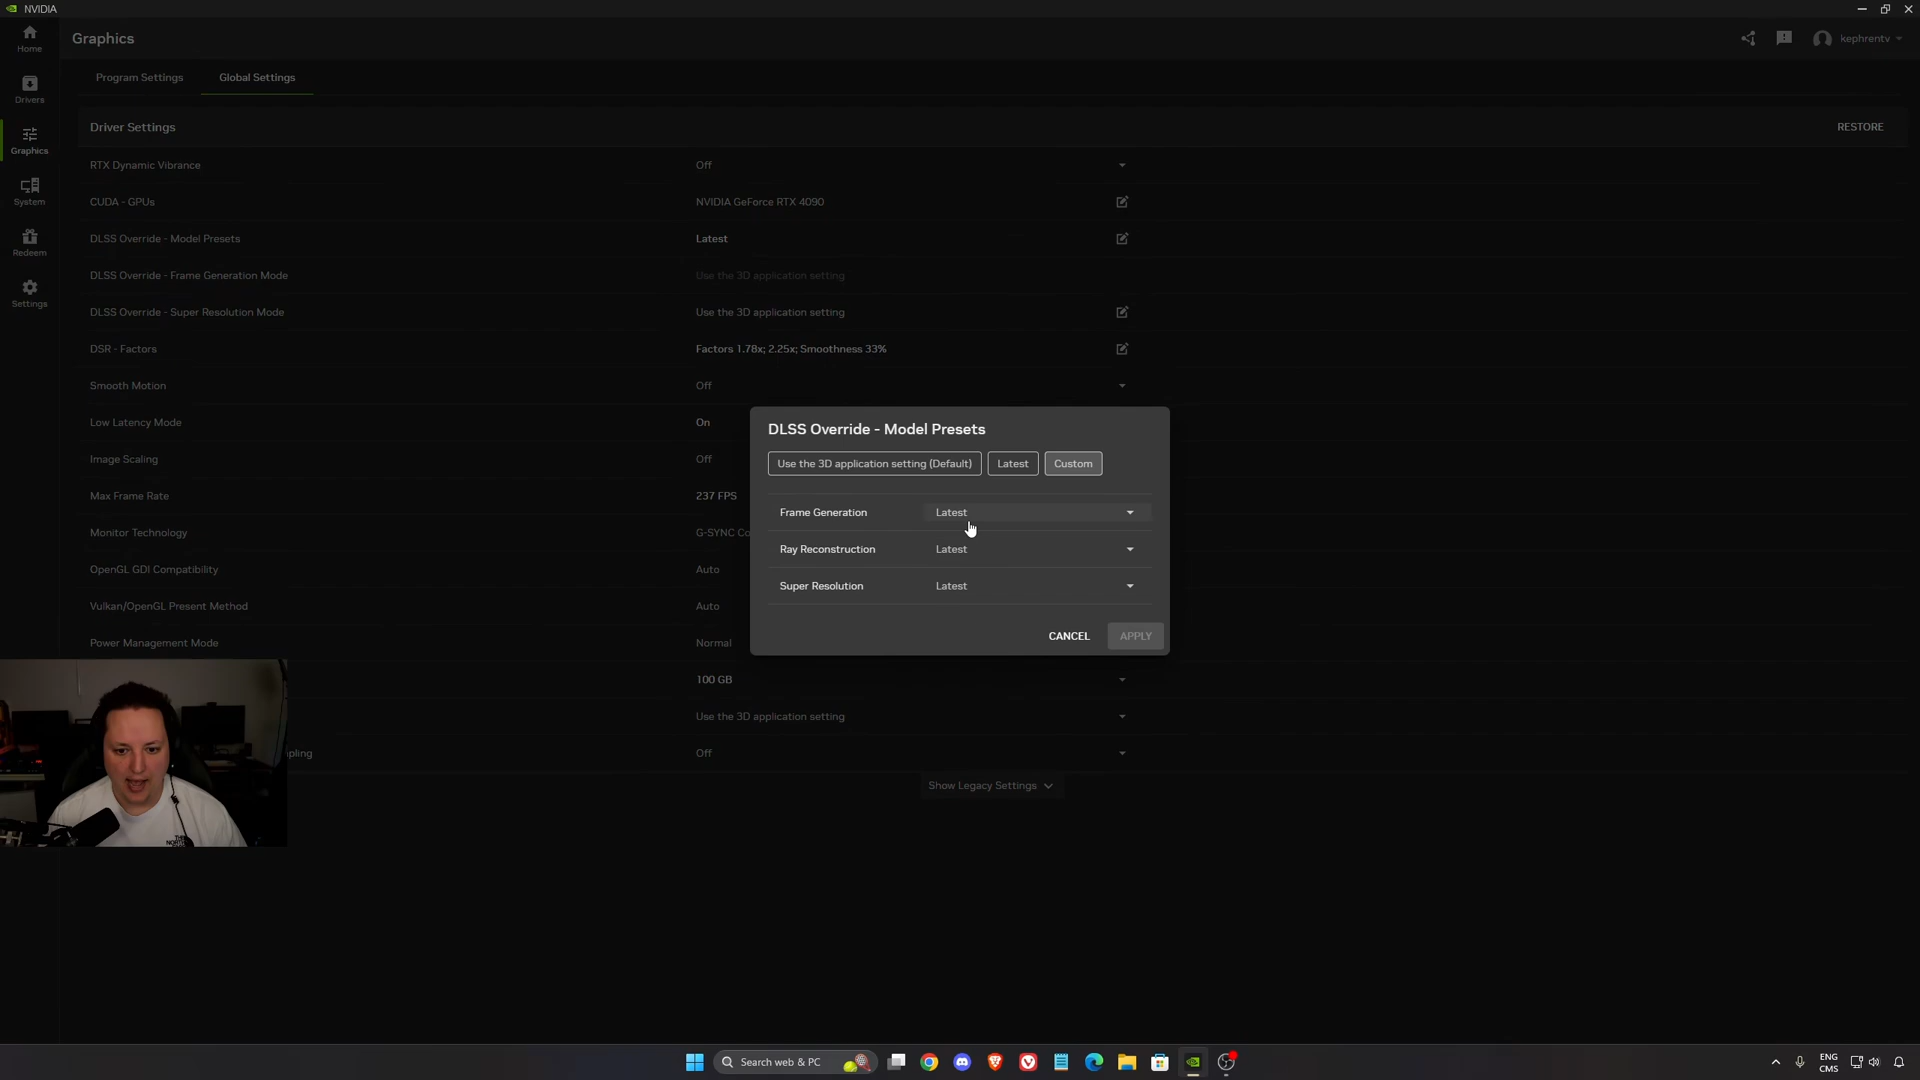 NVIDIA
Home
Drivers
Graphics
System
Redeem
Settings
Graphics
kephrentv
Program Settings
Global Settings
Driver Settings
RESTORE
RTX Dynamic Vibrance
Off
CUDA - GPUs
NVIDIA GeForce RTX 4090
DLSS Override - Model Presets
Latest
DLSS Override - Frame Generation Mode
Use the 3D application setting
DLSS Override - Super Resolution Mode
Use the 3D application setting
DSR - Factors
Factors 1.78x; 2.25x; Smoothness 33%
Smooth Motion
Off
Low Latency Mode
On
Image Scaling
Off
Max Frame Rate
237 FPS
Monitor Technology
G-SYNC Co
OpenGL GDI Compatibility
Auto
Vulkan/OpenGL Present Method
Auto
Power Management Mode
Normal
100 GB
Use the 3D application setting
pling
Off
Show Legacy Settings
DLSS Override - Model Presets
Use the 3D application setting (Default)
Latest
Custom
Frame Generation
Latest
Ray Reconstruction
Latest
Super Resolution
Latest
CANCEL
APPLY
Search web & PC
ENG
CMS